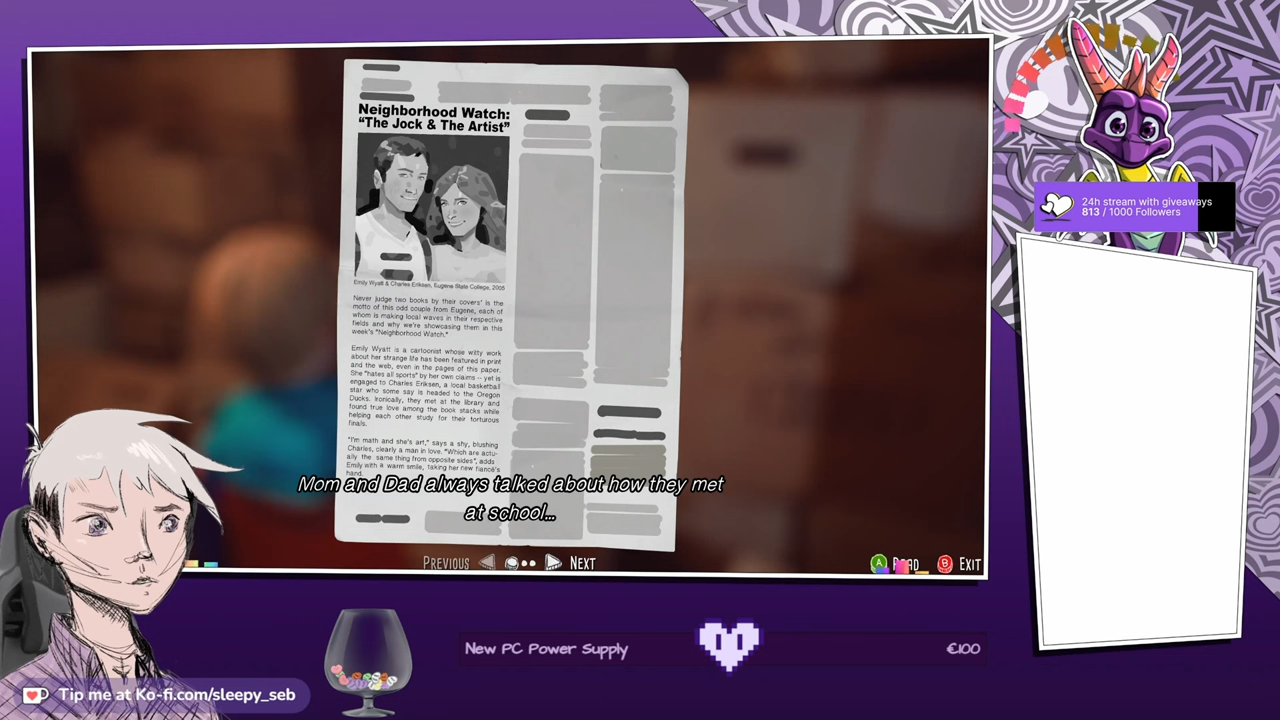 Neighborhood Watch:
“The Jock & The Artist”
Emily Wyatt & Charles Eriksen, Eugene State College, 2005
Never judge two books by their covers' is the
motto of this odd couple from Eugene, each of
whom is making local waves in their respective
fields and why we're showcasing them in this
week's "Neighborhood Watch."
Emily Wyatt is a cartoonist whose witty work
about her strange life has been featured in print
and the web, even in the pages of this paper.
She "hates all sports" by her own claims -- yet is
engaged to Charles Eriksen, a local basketball
star who some say is headed to the Oregon
Ducks. Ironically, they met at the library and
found true love among the book stacks while
helping each other study for their torturous
finals.
"I'm math and she's art," says a shy, blushing
Charles, clearly a man in love. "Which are actu-
ally the same thing from opposite sides", adds
Emily with a warm smile, taking her new fiancé's
hand.
Mom and Dad always talked about how they met
at school...
PREVIOUS
NEXT
A
B EXIT
24h stream with giveaways
813 / 1000 Followers
New PC Power Supply
€100
Tip me at Ko-fi.com/sleepy_seb